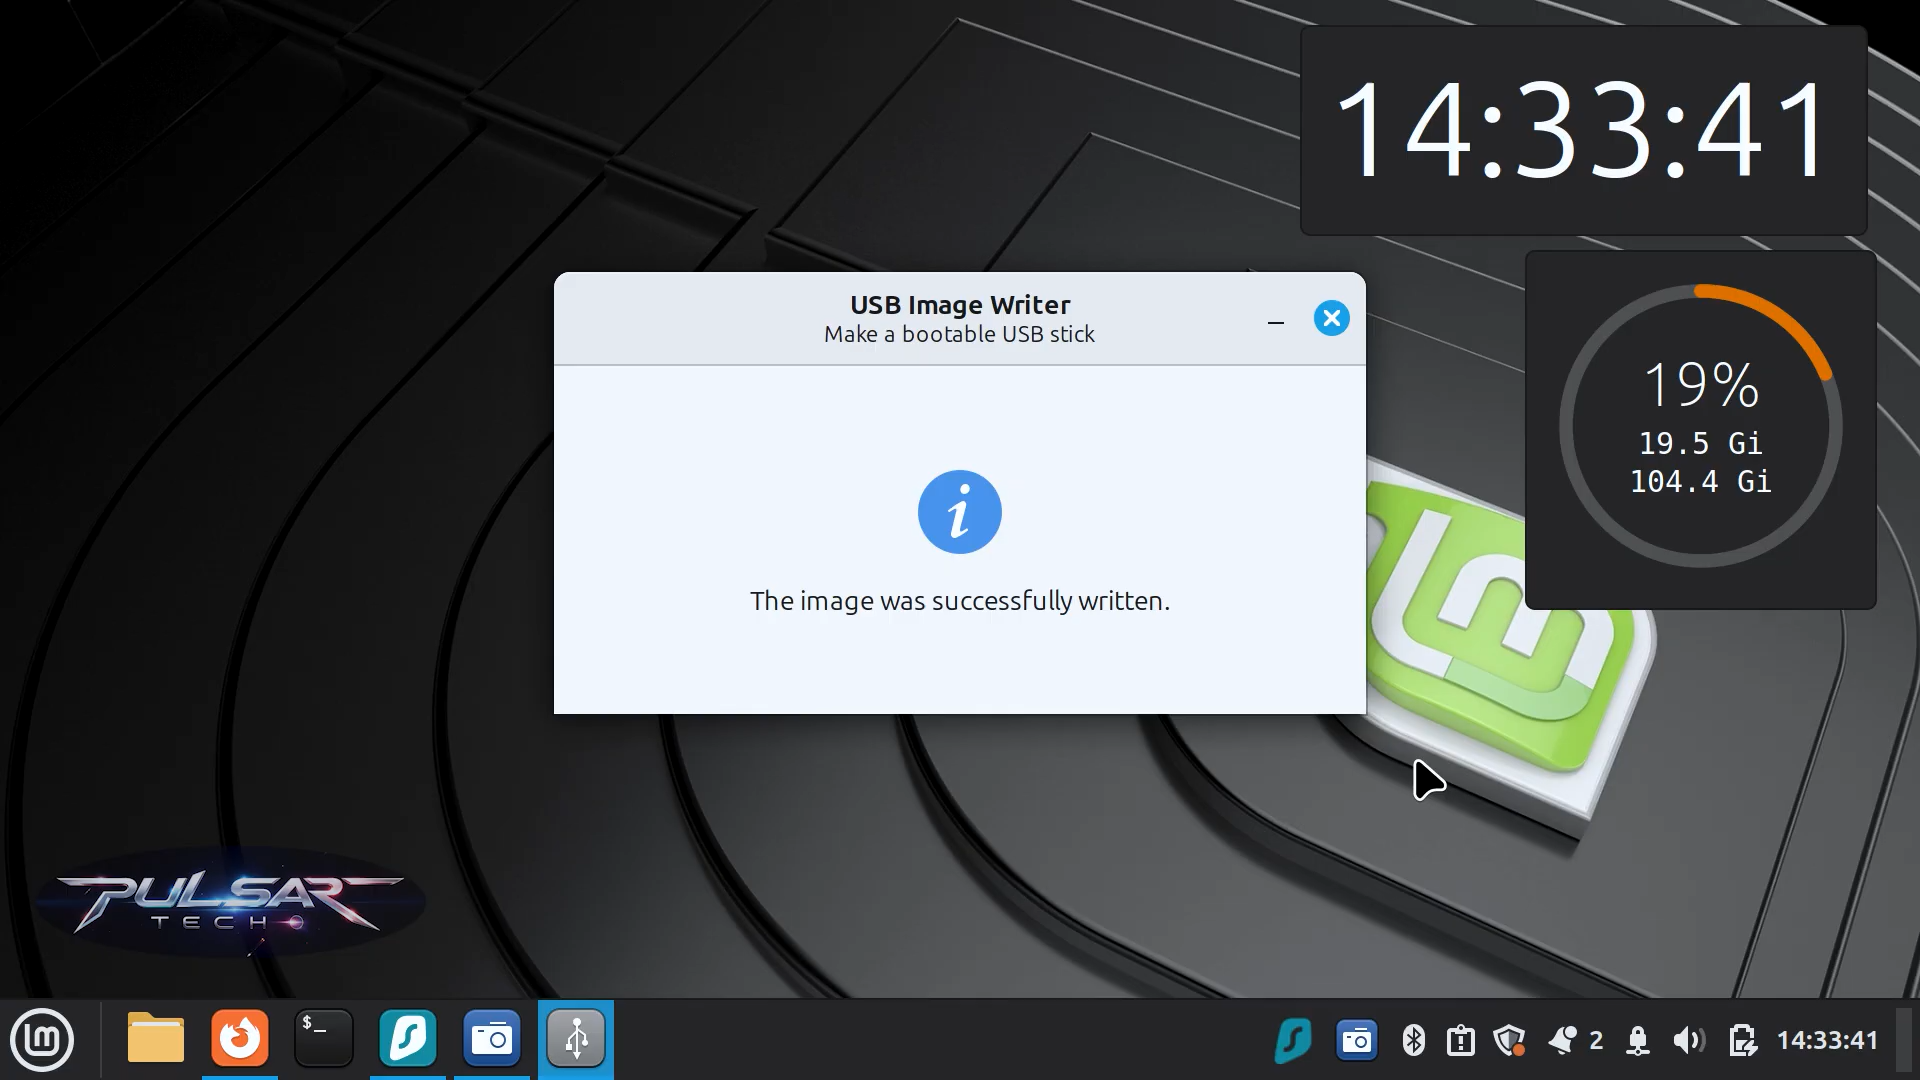 14:33:41
USB Image Writer
Make a bootable USB stick
19%
19.5 Gi
104.4 Gi
The image was successfully written.
PULSAR
TECH
$_
2
14:33:41